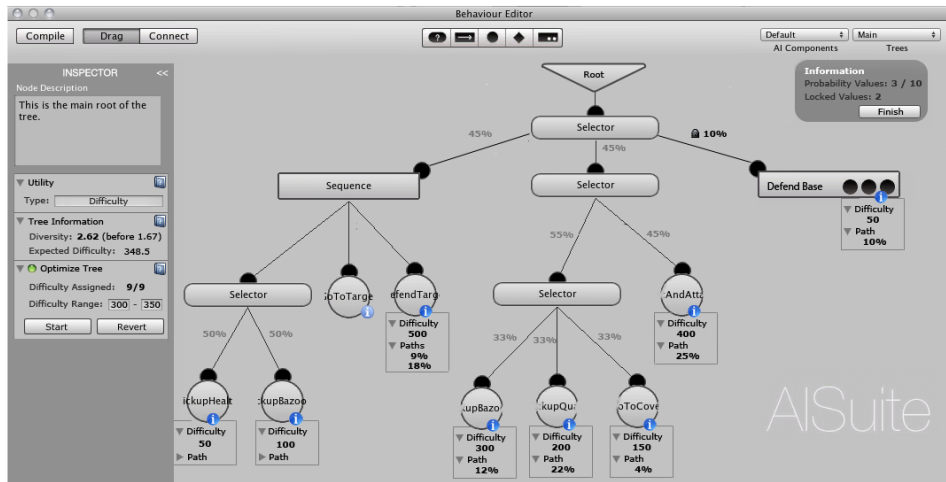 Behaviour Editor
Compile Drag Connect
Default Main
AI Components Trees
INSPECTOR <<
Node Description
This is the main root of the
tree.
Utility
Type: Difficulty
Tree Information
Diversity: 2.62 (before 1.67)
Expected Difficulty: 348.5
Optimize Tree
Difficulty Assigned: 9/9
Difficulty Range: 300 - 350
Start Revert
Information
Probability Values: 3 / 10
Locked Values: 2
Finish
Root
Selector
45% 45% 10%
Sequence
Selector
Defend Base
Difficulty
50
Path
10%
55% 45%
Selector
oToTarge
efendTarg
Difficulty
500
Paths
9%
18%
Selector
AndAtta
Difficulty
400
Path
25%
50% 50%
33% 33% 33%
ickupHealt
Difficulty
50
Path
kupBazoo
Difficulty
100
Path
kupBazo
Difficulty
300
Path
12%
ckupQua
Difficulty
200
Path
22%
oToCove
Difficulty
150
Path
4%
AISuite